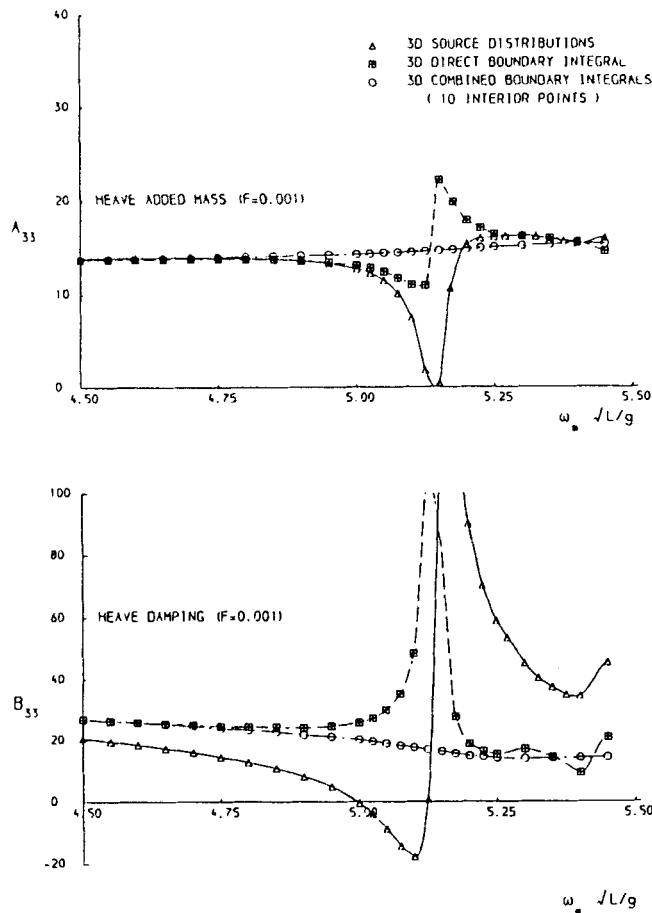 40
△ 3D SOURCE DISTRIBUTIONS
⊞ 3D DIRECT BOUNDARY INTEGRAL
○ 3D COMBINED BOUNDARY INTEGRALS
( 10 INTERIOR POINTS )
30
20
HEAVE ADDED MASS (F=0.001)
A33
10
0
4.50 4.75 5.00 5.25 5.50
ωe √L/g
100
80
60
HEAVE DAMPING (F=0.001)
40
B33
20
0
4.50 4.75 5.00 5.25 5.50
-20
ωe √L/g